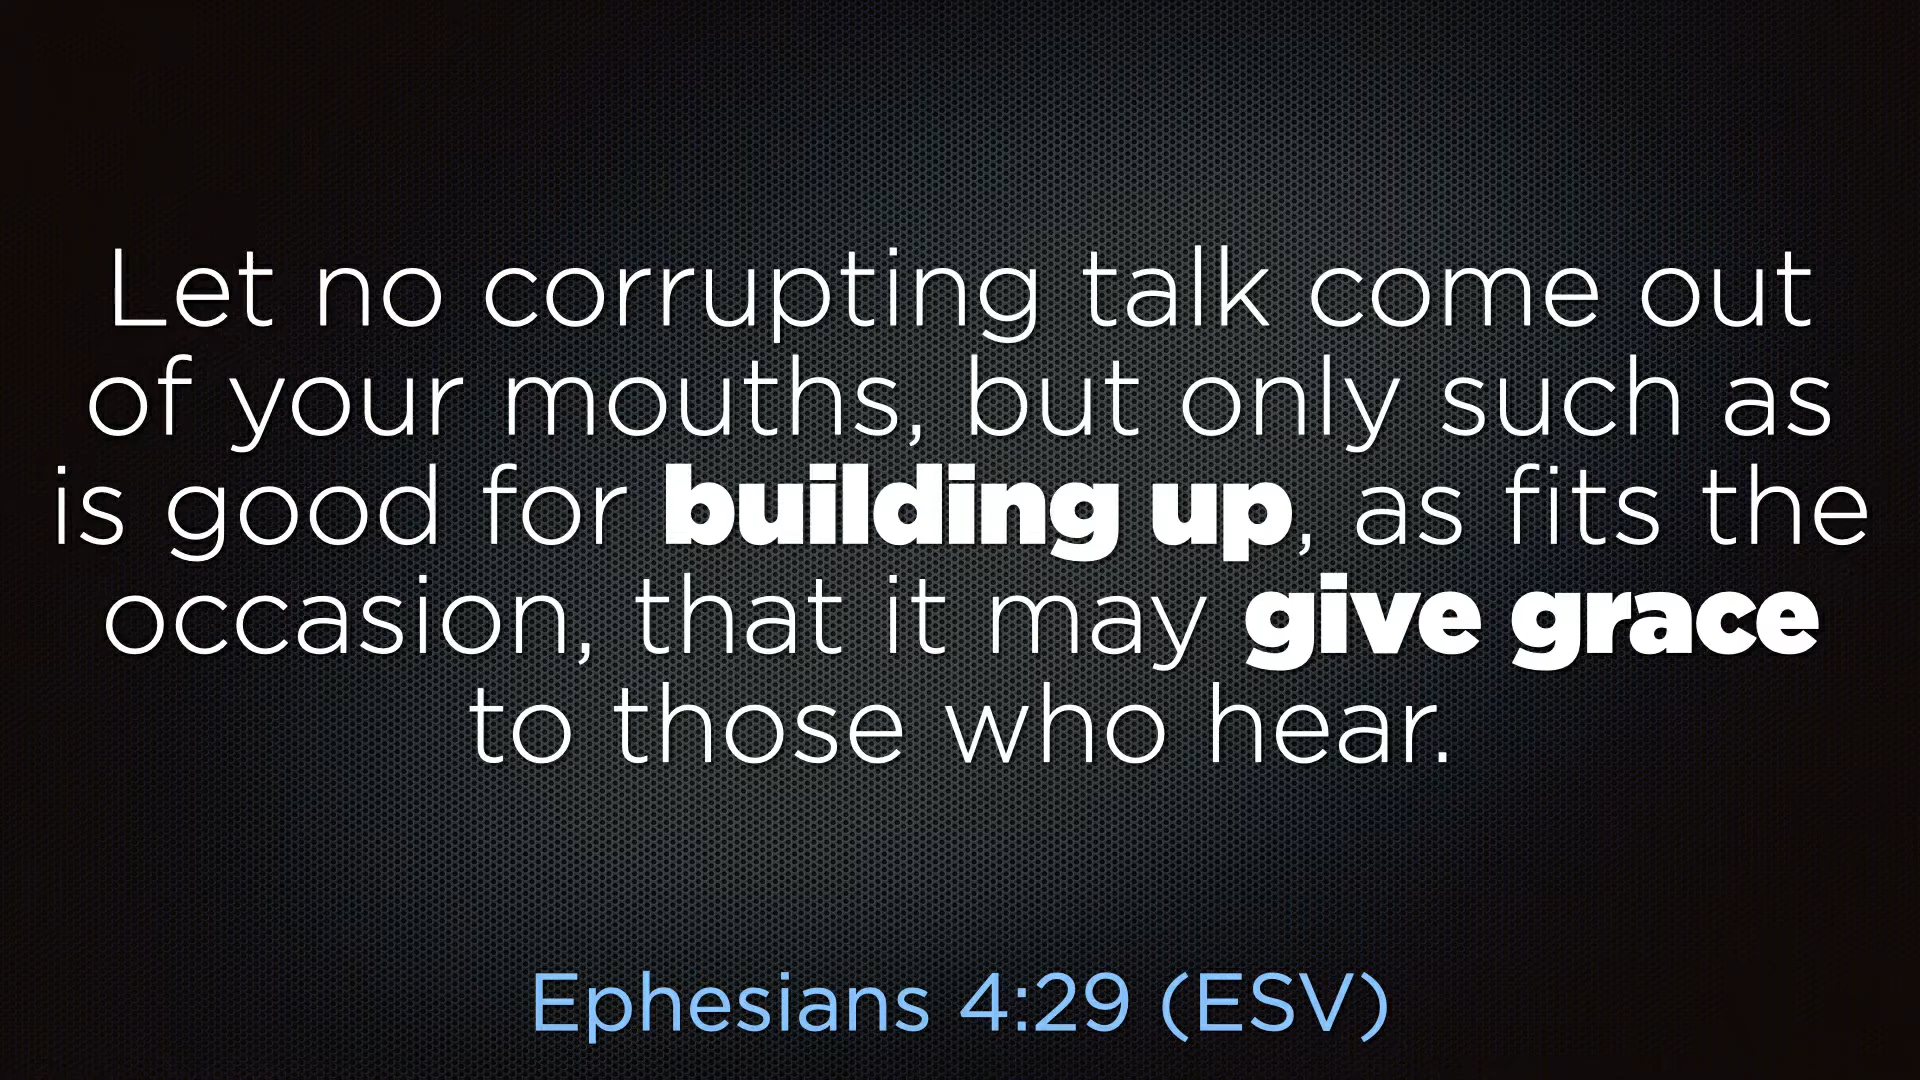 Let no corrupting talk come out
of your mouths, but only such as
is good for building up, as fits the
occasion, that it may give grace
to those who hear.
Ephesians 4:29 (ESV)